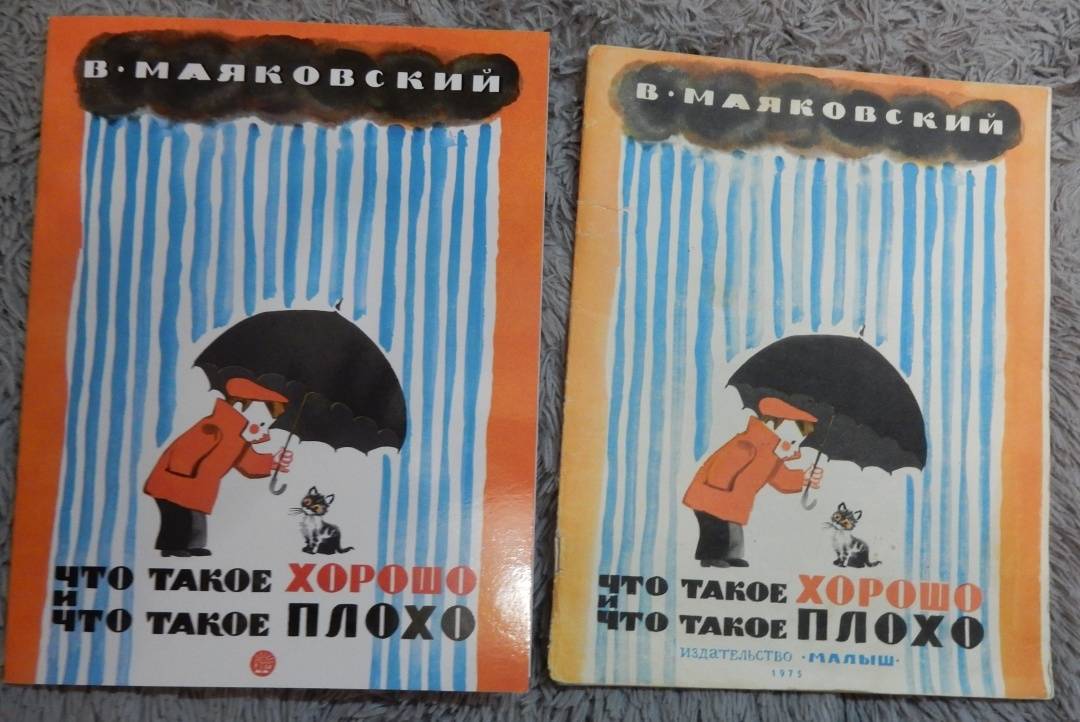 В·МАЯКОВСКИЙ
ЧТО ТАКОЕ ХОРОШО
И
ЧТО ТАКОЕ ПЛОХО
В·МАЯКОВСКИЙ
ЧТО ТАКОЕ ХОРОШО
И
ЧТО ТАКОЕ ПЛОХО
ИЗДАТЕЛЬСТВО ·МАЛЫШ·
1975